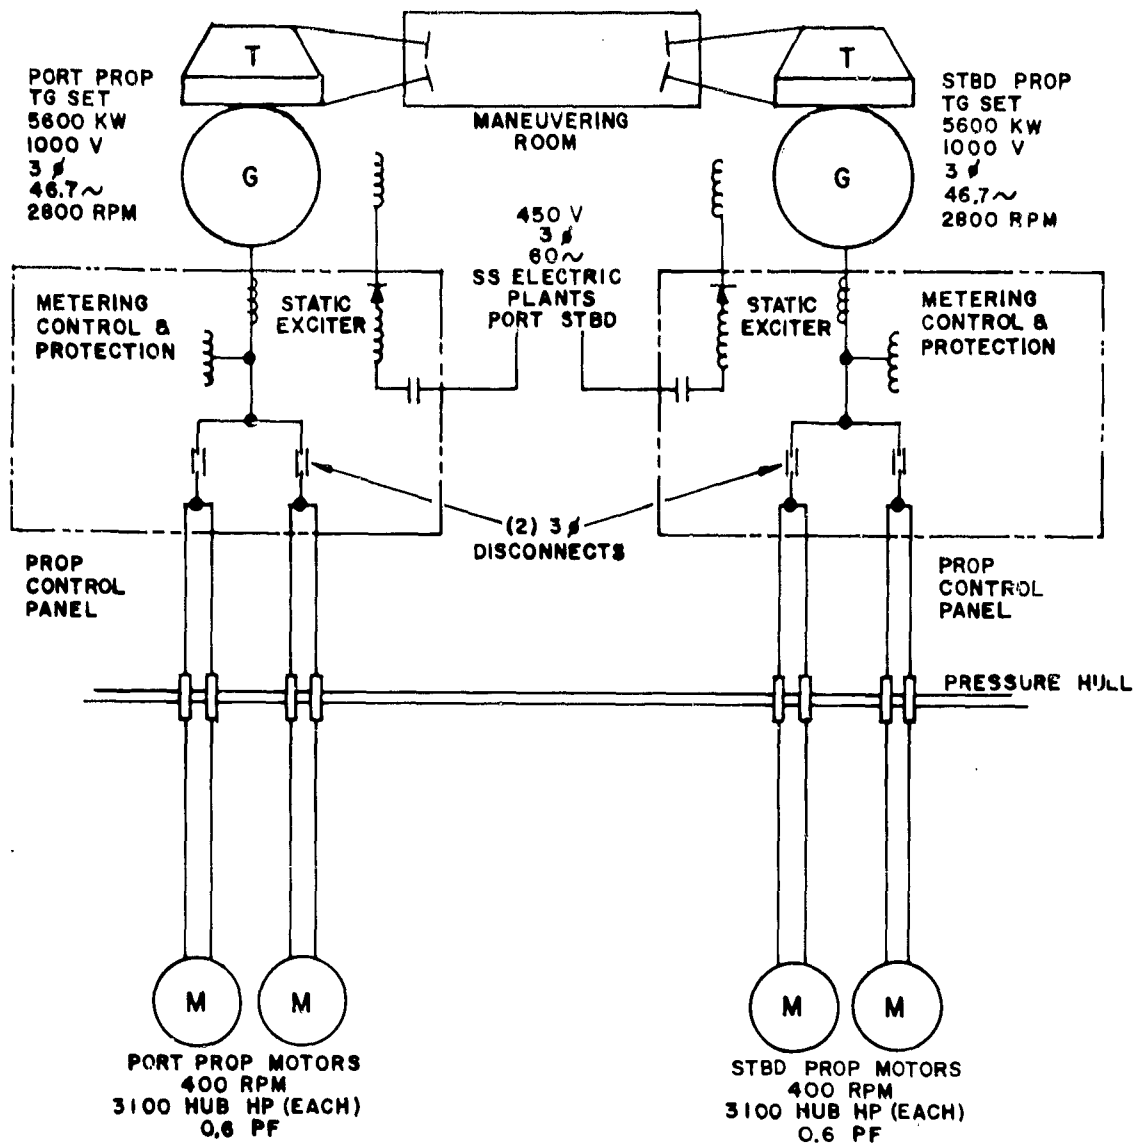 T
T
PORT PROP
TG SET
5600 KW
1000 V
3 ø
46.7~
2800 RPM
MANEUVERING
ROOM
STBD PROP
TG SET
5600 KW
1000 V
3 ø
46.7~
2800 RPM
G
G
450 V
3 ø
60~
SS ELECTRIC
PLANTS
PORT STBD
METERING
CONTROL &
PROTECTION
STATIC
EXCITER
STATIC
EXCITER
METERING
CONTROL &
PROTECTION
(2) 3 ø
DISCONNECTS
PROP
CONTROL
PANEL
PROP
CONTROL
PANEL
PRESSURE HULL
M
M
M
M
PORT PROP MOTORS
400 RPM
3100 HUB HP (EACH)
0.6 PF
STBD PROP MOTORS
400 RPM
3100 HUB HP (EACH)
0.6 PF